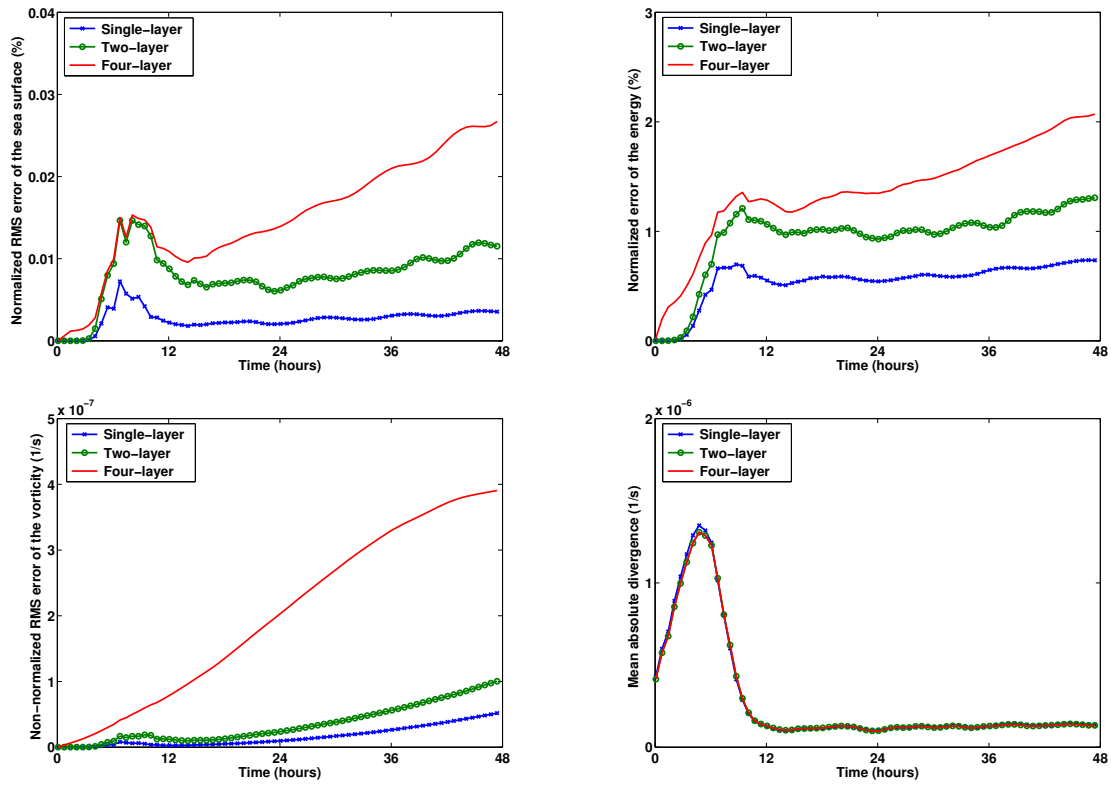 Normalized RMS error of the sea surface (%)
0.04
0.03
0.02
0.01
0
Single−layer
Two−layer
Four−layer
0 12 24 36 48
Time (hours)
Normalized error of the energy (%)
3
2
1
0
Single−layer
Two−layer
Four−layer
0 12 24 36 48
Time (hours)
Non−normalized RMS error of the vorticity (1/s)
x 10−7
5
4
3
2
1
0
Single−layer
Two−layer
Four−layer
0 12 24 36 48
Time (hours)
Mean absolute divergence (1/s)
x 10−6
2
1
0
Single−layer
Two−layer
Four−layer
0 12 24 36 48
Time (hours)